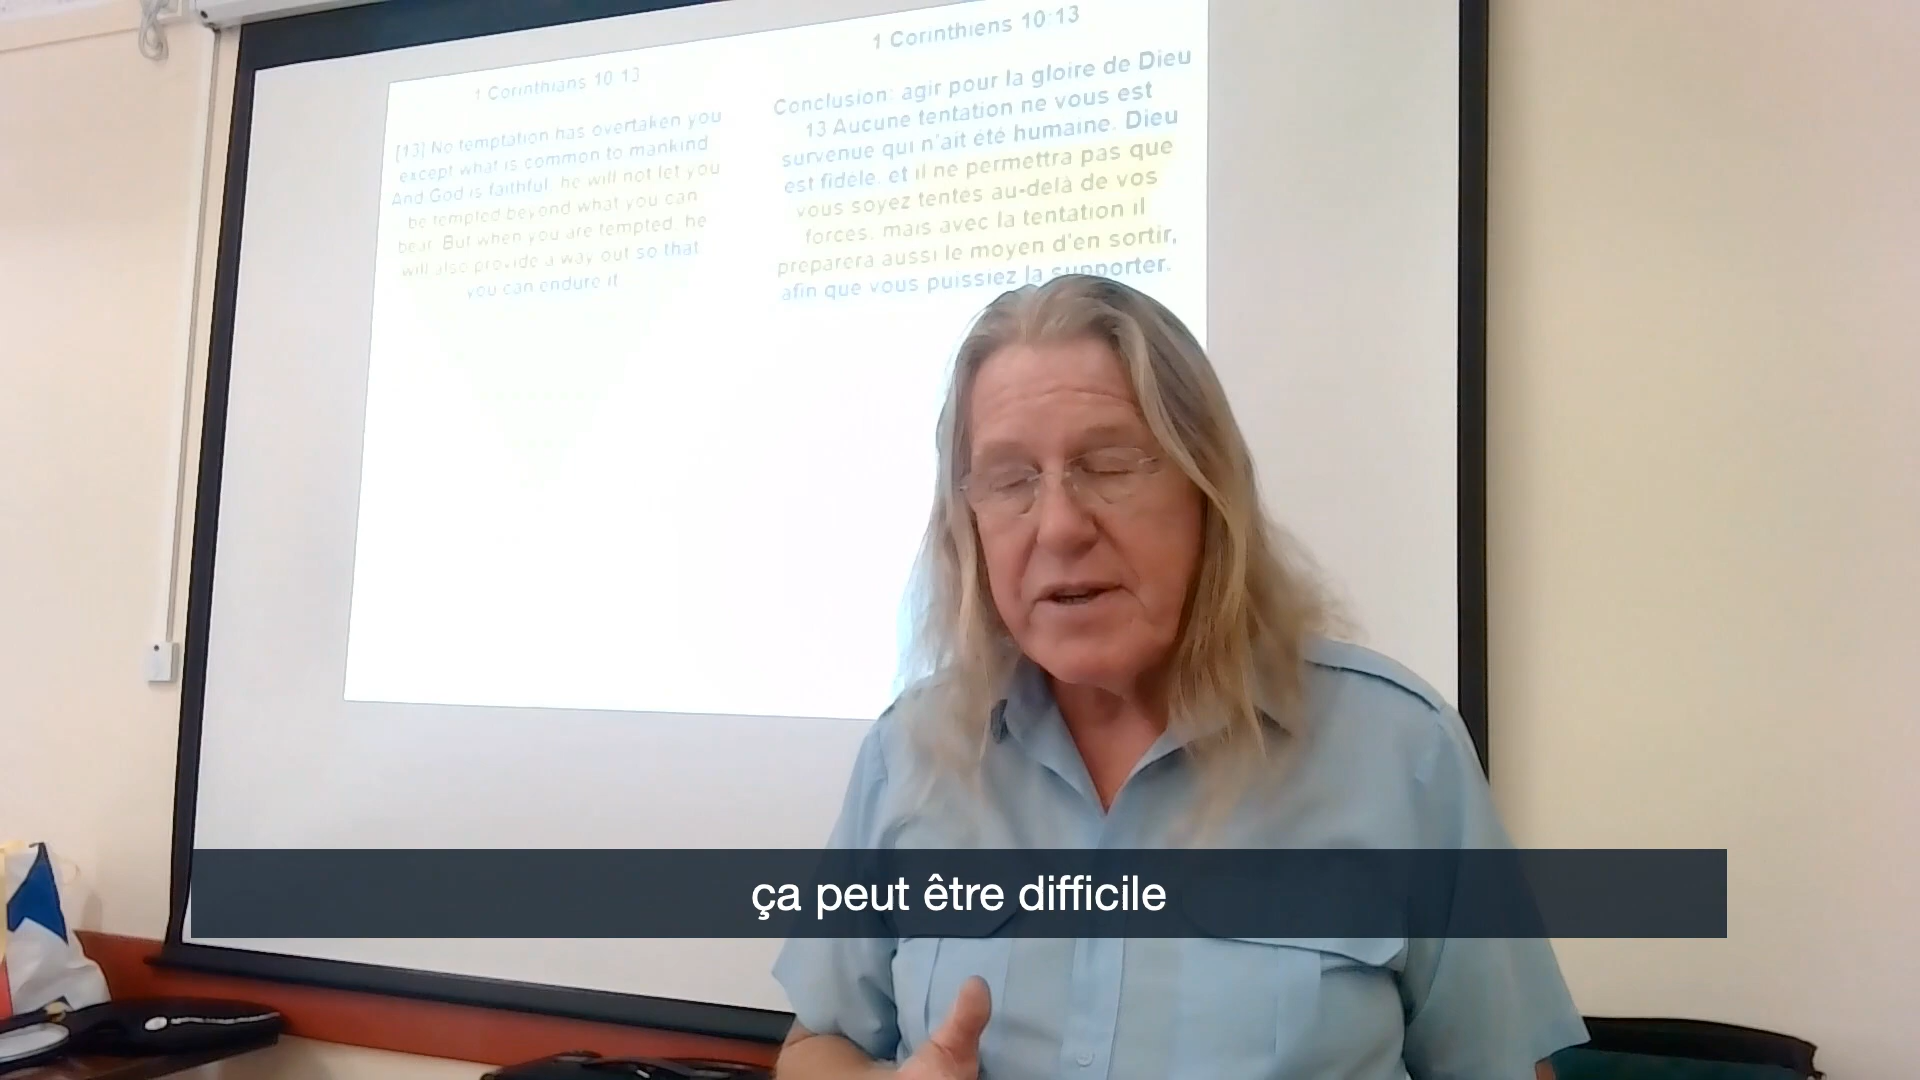 1 Corinthians 10:13
[13] No temptation has overtaken you
except what is common to mankind
And God is faithful; he will not let you
be tempted beyond what you can
bear. But when you are tempted, he
will also provide a way out so that
you can endure it
1 Corinthiens 10:13
Conclusion: agir pour la gloire de Dieu
13 Aucune tentation ne vous est
survenue qui n'ait été humaine. Dieu
est fidèle, et il ne permettra pas que
vous soyez tentés au-delà de vos
forces, mais avec la tentation il
préparera aussi le moyen d'en sortir,
afin que vous puissiez la supporter.
ça peut être difficile